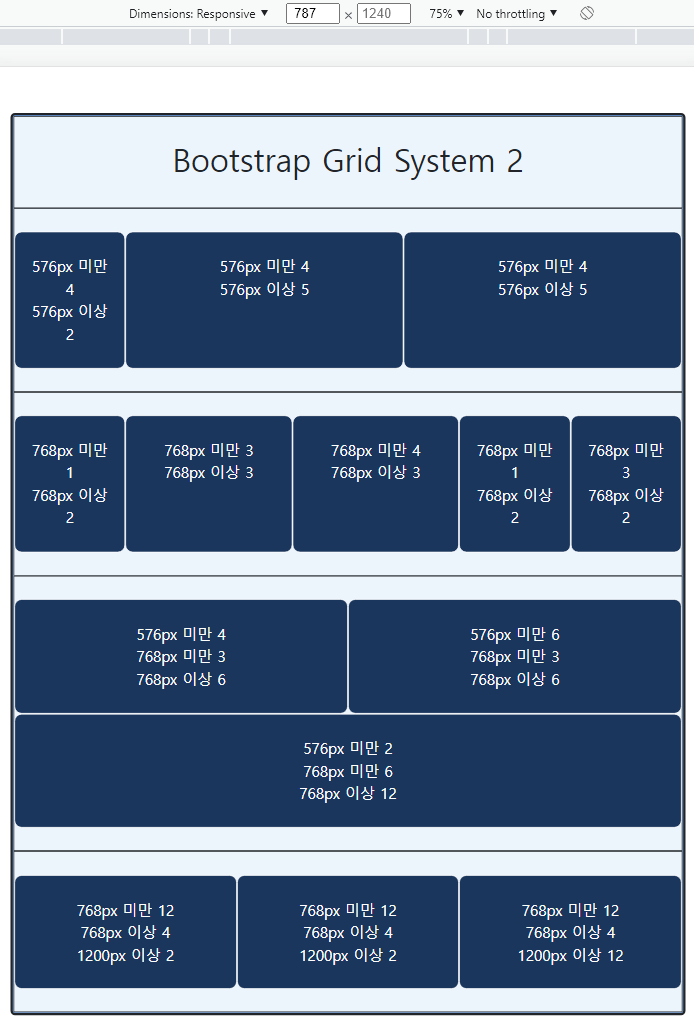 Dimensions: Responsive ▼ 787 × 1240 75% ▼ No throttling ▼
Bootstrap Grid System 2
576px 미만
4
576px 이상
2
576px 미만 4
576px 이상 5
576px 미만 4
576px 이상 5
768px 미만
1
768px 이상
2
768px 미만 3
768px 이상 3
768px 미만 4
768px 이상 3
768px 미만
1
768px 이상
2
768px 미만
3
768px 이상
2
576px 미만 4
768px 미만 3
768px 이상 6
576px 미만 6
768px 미만 3
768px 이상 6
576px 미만 2
768px 미만 6
768px 이상 12
768px 미만 12
768px 이상 4
1200px 이상 2
768px 미만 12
768px 이상 4
1200px 이상 2
768px 미만 12
768px 이상 4
1200px 이상 12